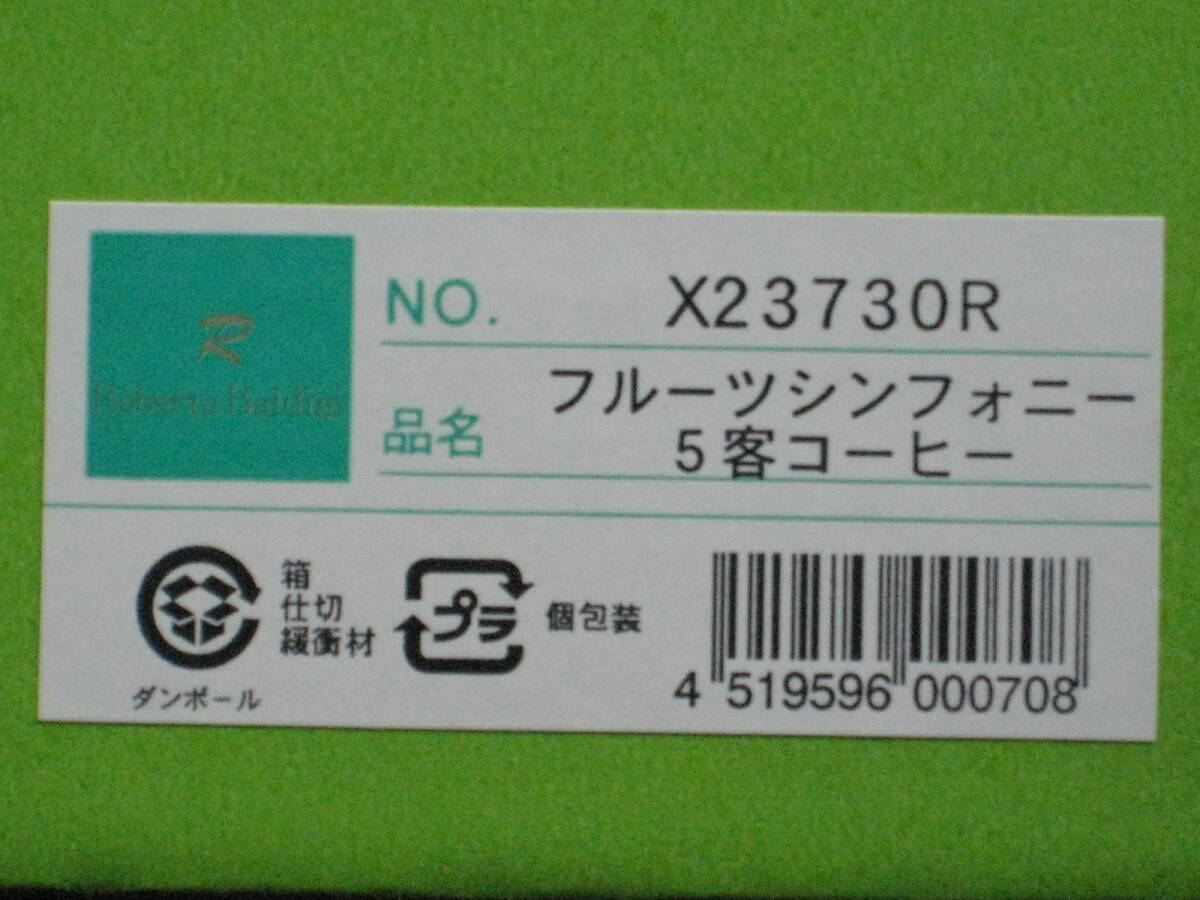 R
NO. X23730R
品名 フルーツシンフォニー
5客コーヒー
箱
仕切
緩衝材
ダンボール
プラ 個包装
4 519596 000708